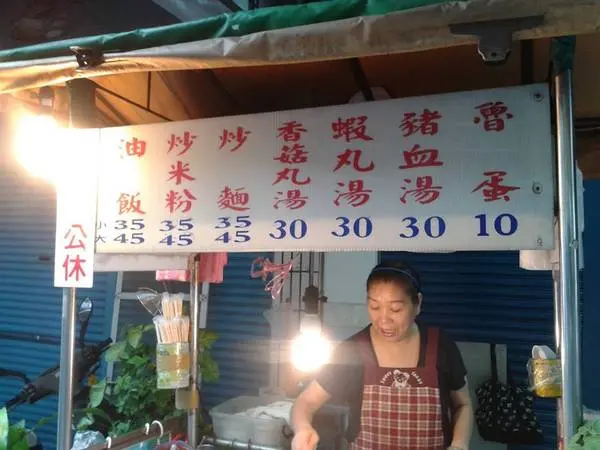 油飯 小35 大45
炒米粉 35 45
炒麵 35 45
香菇丸湯 30
蝦丸湯 30
豬血湯 30
魯蛋 10
公休